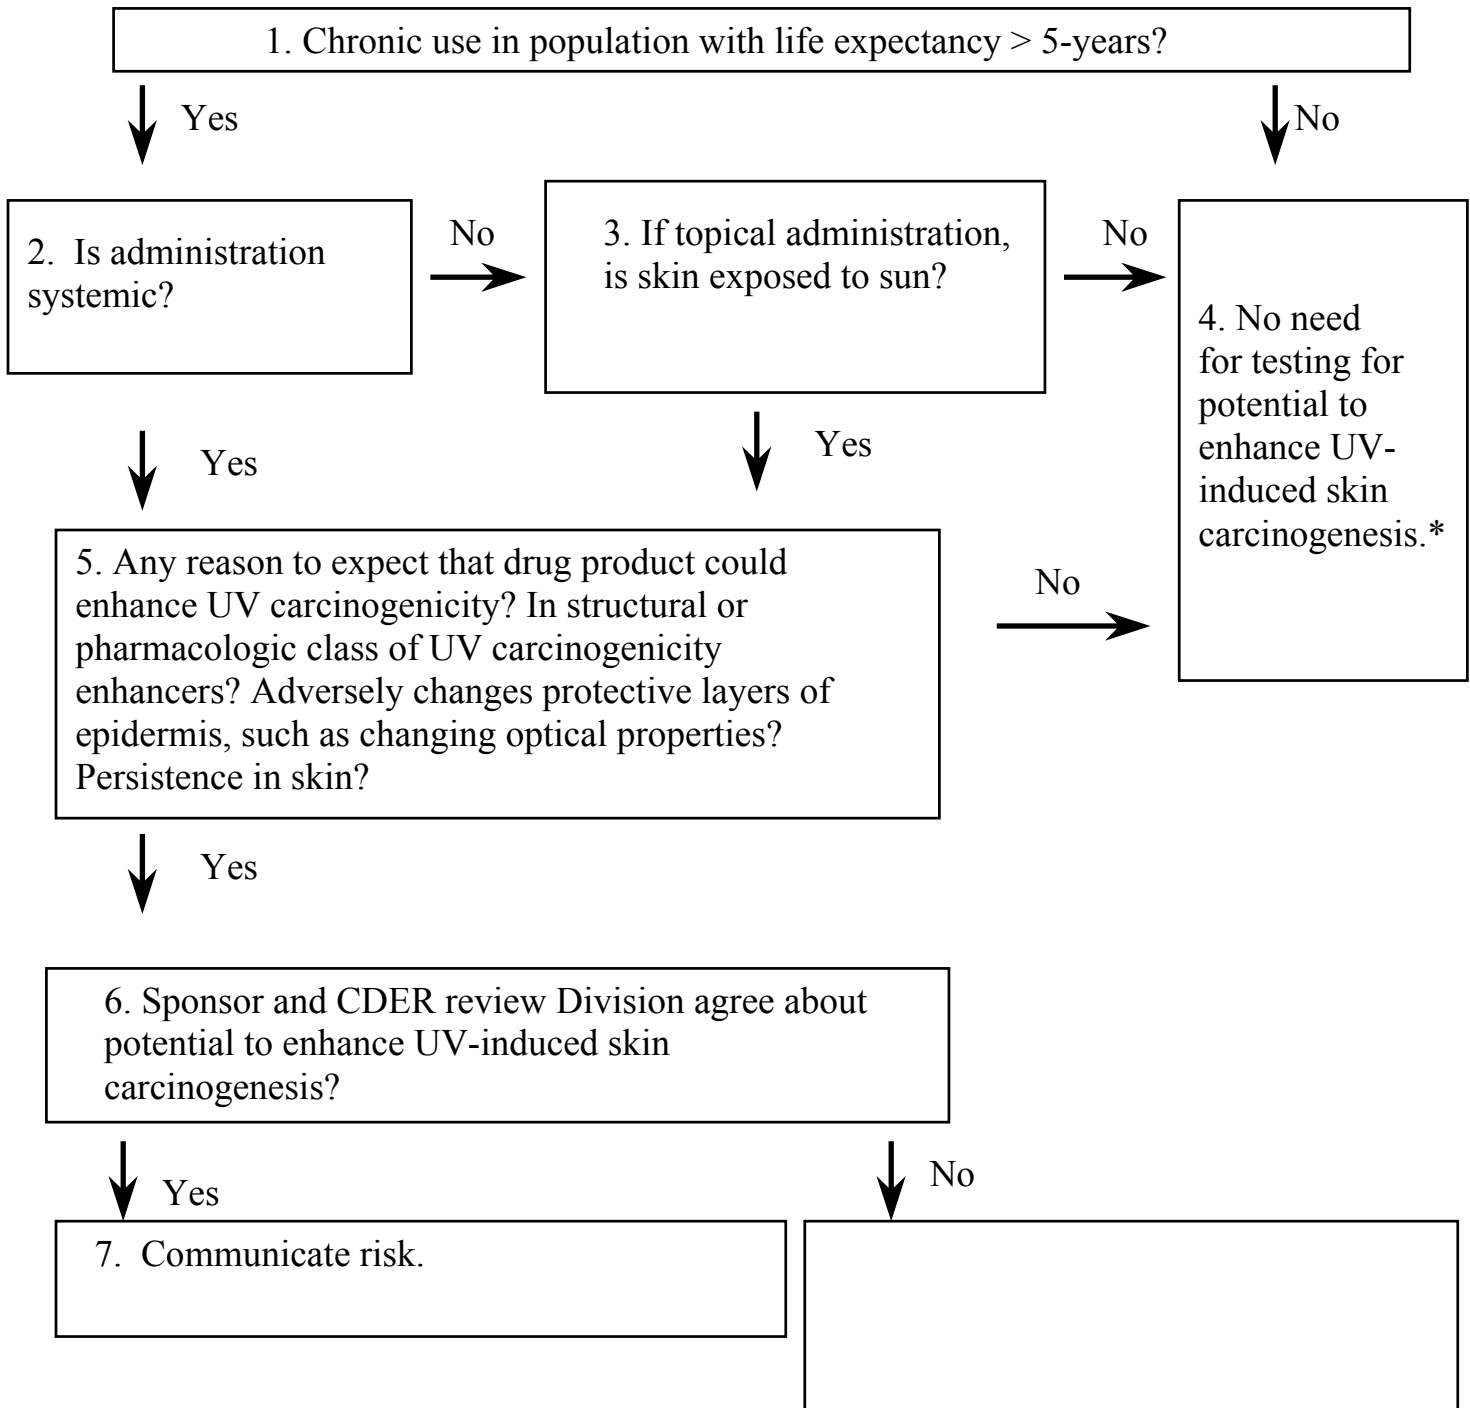 1. Chronic use in population with life expectancy > 5-years?
Yes
No
2. Is administration
systemic?
No
3. If topical administration,
is skin exposed to sun?
No
4. No need
for testing for
potential to
enhance UV-
induced skin
carcinogenesis.*
Yes
Yes
5. Any reason to expect that drug product could
enhance UV carcinogenicity? In structural or
pharmacologic class of UV carcinogenicity
enhancers? Adversely changes protective layers of
epidermis, such as changing optical properties?
Persistence in skin?
No
Yes
6. Sponsor and CDER review Division agree about
potential to enhance UV-induced skin
carcinogenesis?
Yes
No
7. Communicate risk.